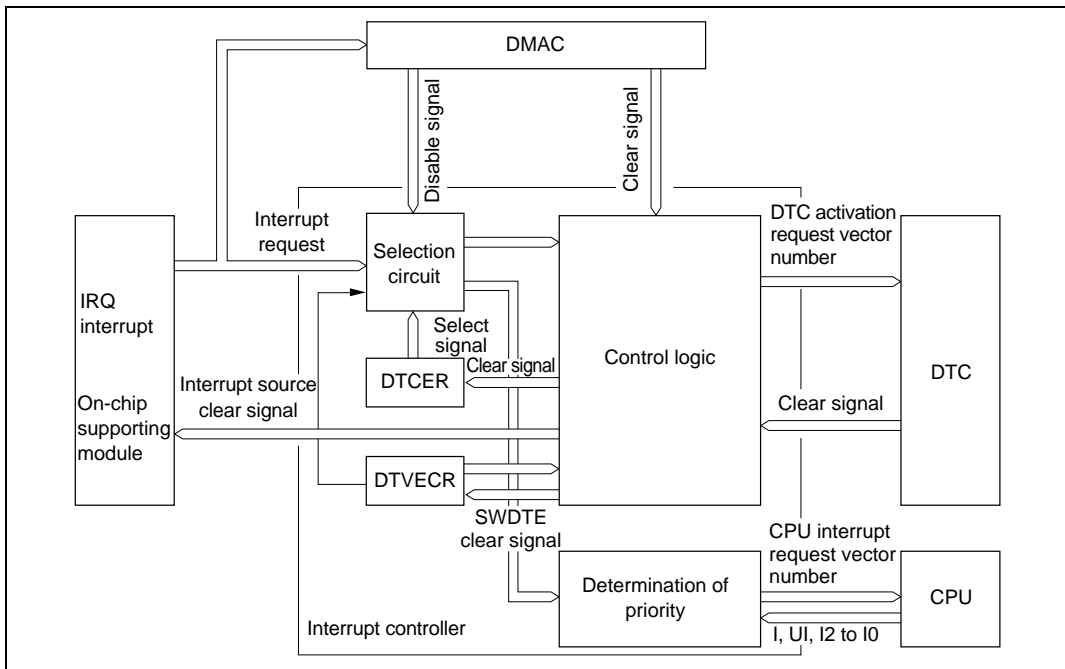 DMAC
Disable signal
Clear signal
Interrupt
request
Selection
circuit
DTC activation
request vector
number
IRQ
interrupt
On-chip
supporting
module
Select
signal
DTCER
Clear signal
Control logic
DTC
Interrupt source
clear signal
Clear signal
DTVECR
SWDTE
clear signal
CPU interrupt
request vector
number
Determination of
priority
CPU
I, UI, I2 to I0
Interrupt controller